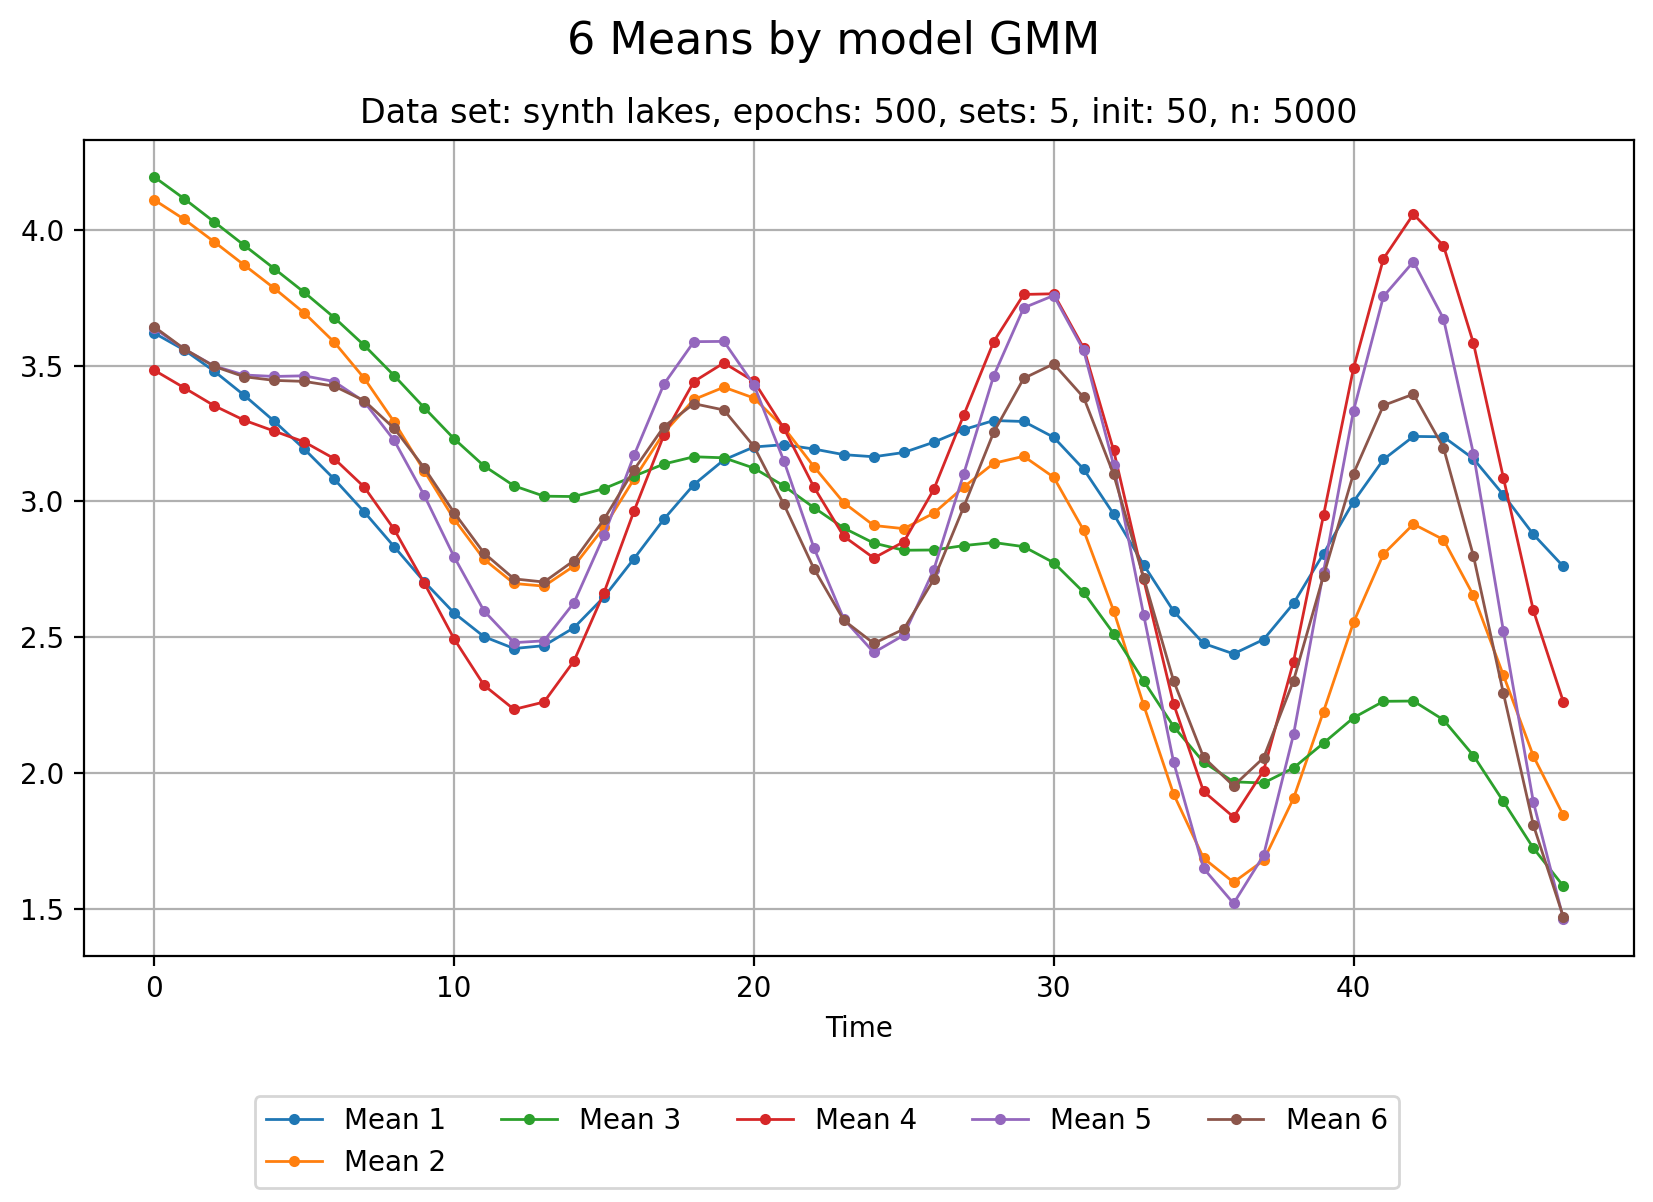 6 Means by model GMM
Data set: synth lakes, epochs: 500, sets: 5, init: 50, n: 5000
4.0
3.5
3.0
2.5
2.0
1.5
0 10 20 30 40
Time
Mean 1 Mean 3 Mean 4 Mean 5 Mean 6
Mean 2